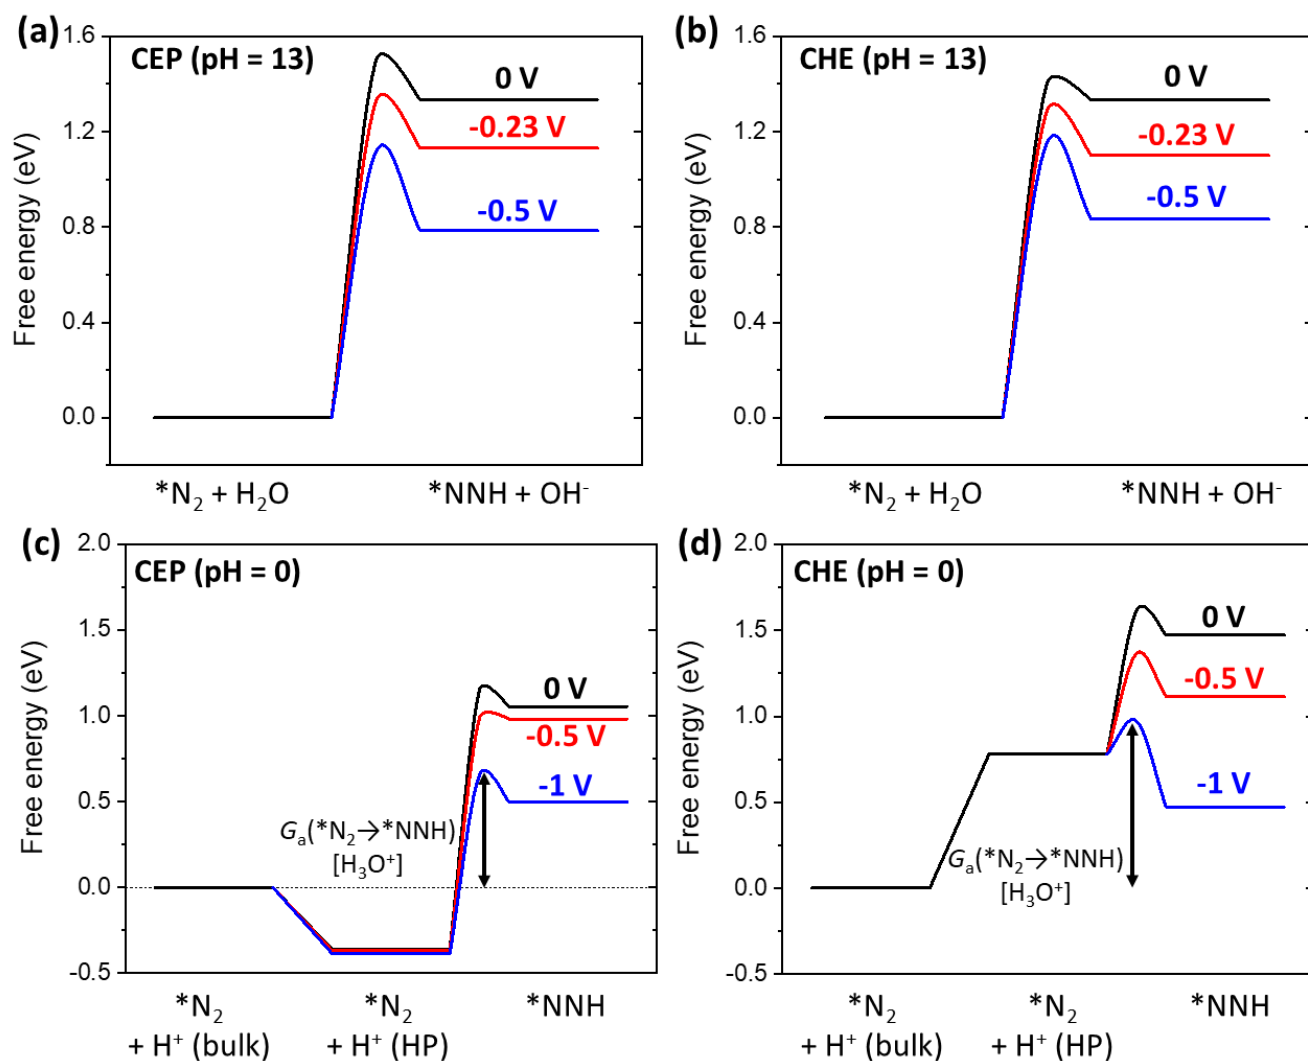 (a)
CEP (pH = 13)
1.6
1.2
0.8
0.4
0.0
Free energy (eV)
0 V
-0.23 V
-0.5 V
*N₂ + H₂O
*NNH + OH⁻
(b)
CHE (pH = 13)
1.6
1.2
0.8
0.4
0.0
Free energy (eV)
0 V
-0.23 V
-0.5 V
*N₂ + H₂O
*NNH + OH⁻
(c)
CEP (pH = 0)
2.0
1.5
1.0
0.5
0.0
-0.5
Free energy (eV)
0 V
-0.5 V
-1 V
Gₐ(*N₂→*NNH)
[H₃O⁺]
*N₂
+ H⁺ (bulk)
*N₂
+ H⁺ (HP)
*NNH
(d)
CHE (pH = 0)
2.0
1.5
1.0
0.5
0.0
-0.5
Free energy (eV)
0 V
-0.5 V
-1 V
Gₐ(*N₂→*NNH)
[H₃O⁺]
*N₂
+ H⁺ (bulk)
*N₂
+ H⁺ (HP)
*NNH